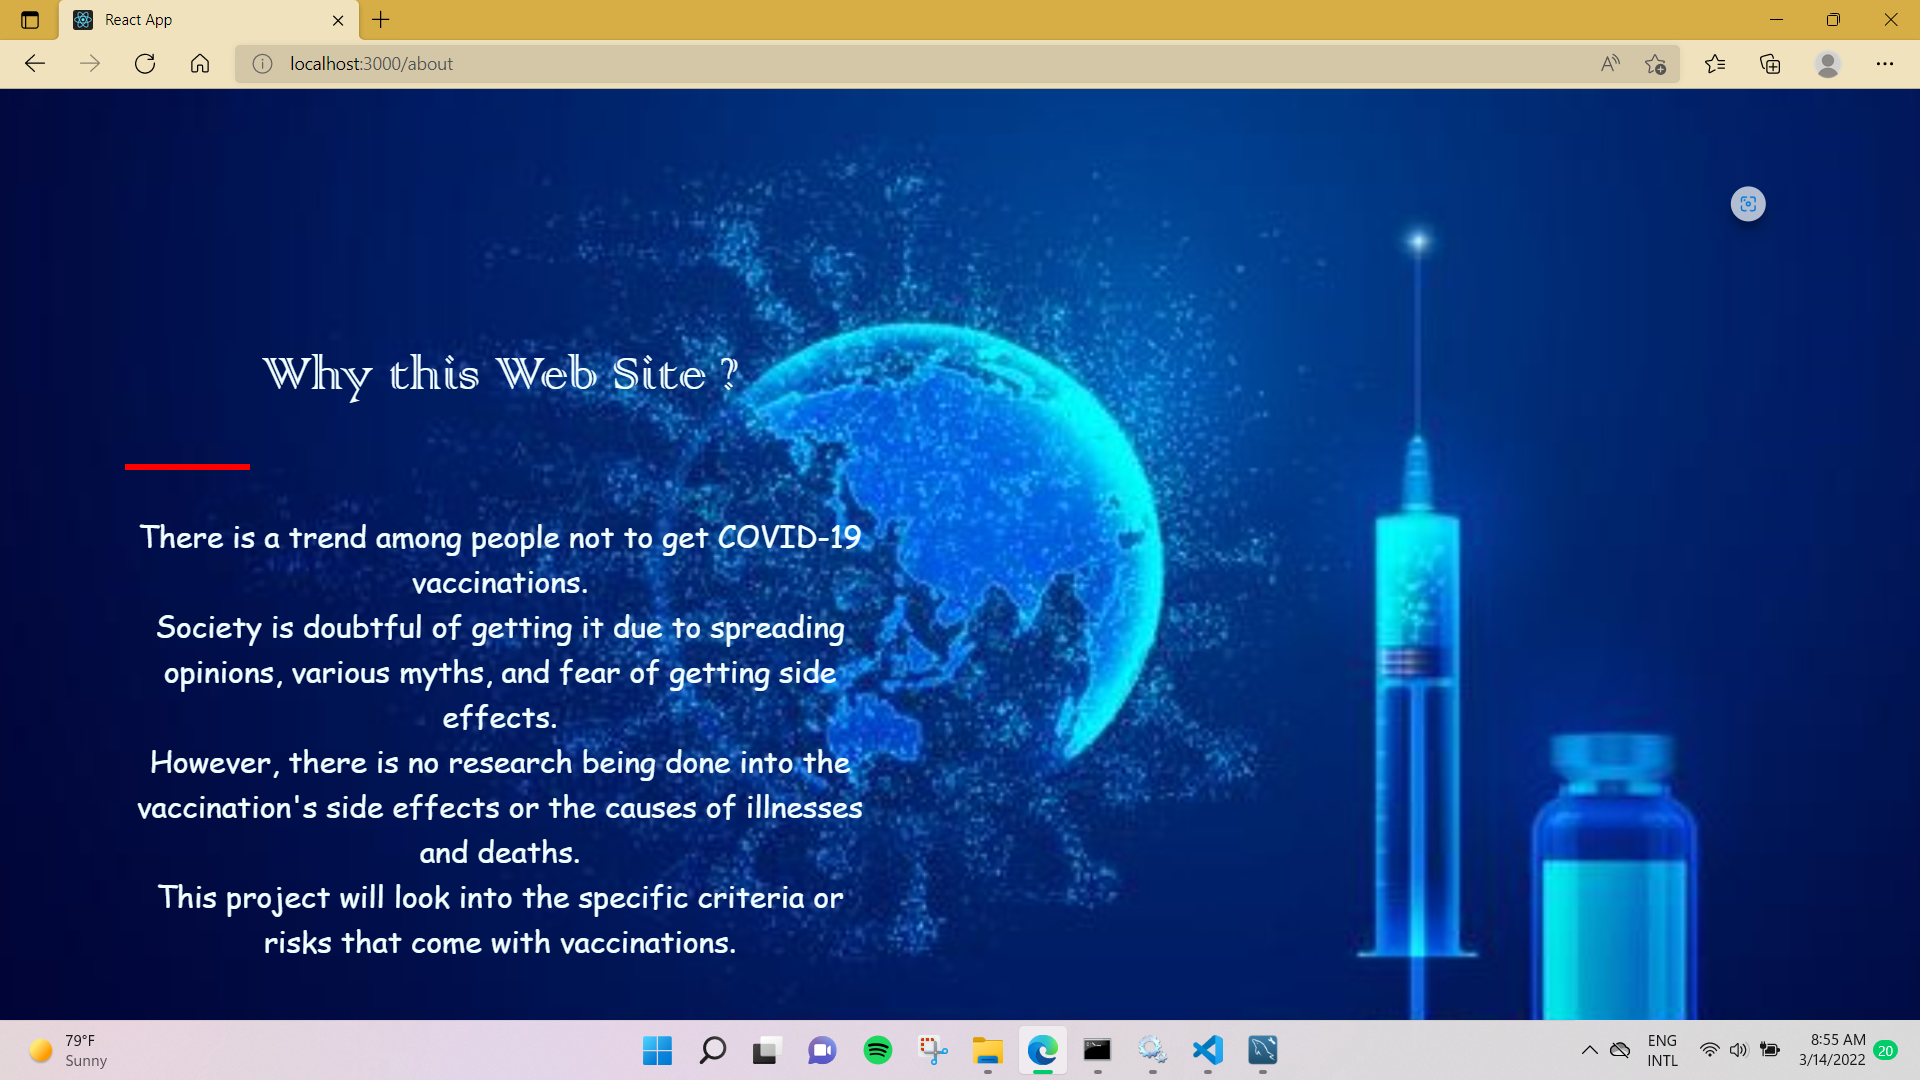 React App
localhost:3000/about
Why this Web Site ?
There is a trend among people not to get COVID-19
vaccinations.
Society is doubtful of getting it due to spreading
opinions, various myths, and fear of getting side
effects.
However, there is no research being done into the
vaccination's side effects or the causes of illnesses
and deaths.
This project will look into the specific criteria or
risks that come with vaccinations.
79°F
Sunny
ENG
INTL
8:55 AM
3/14/2022
20